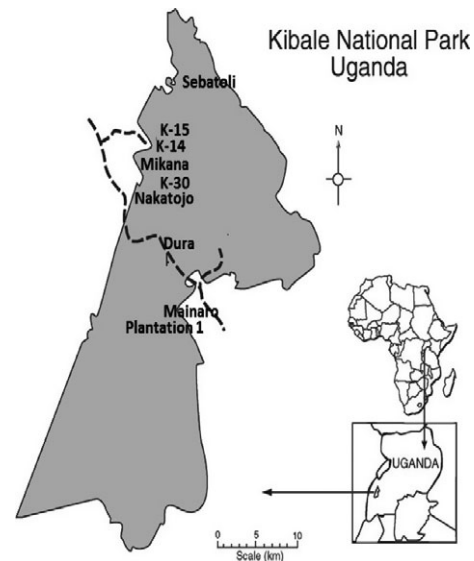 Kibale National Park
Uganda
Sebatoli
N
K-15
K-14
Mikana
K-30
Nakatojo
Dura
Mainaro
Plantation 1
UGANDA
0 5 10
Scale (km)